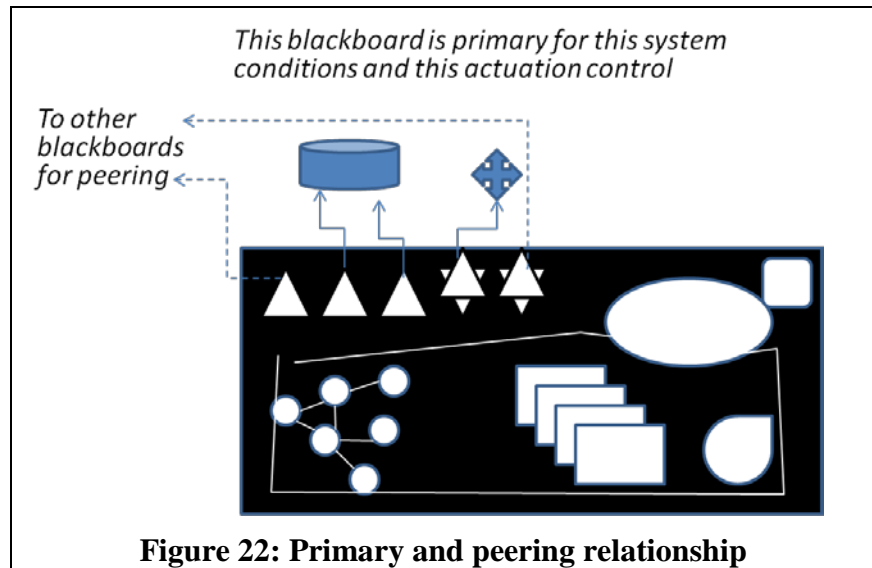 This blackboard is primary for this system
conditions and this actuation control
To other
blackboards
for peering
Figure 22: Primary and peering relationship